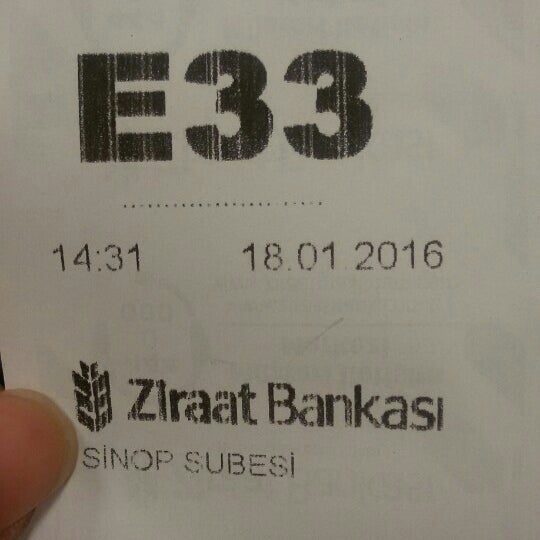 E33
14:31 18.01.2016
Ziraat Bankası
SİNOP SUBESİ